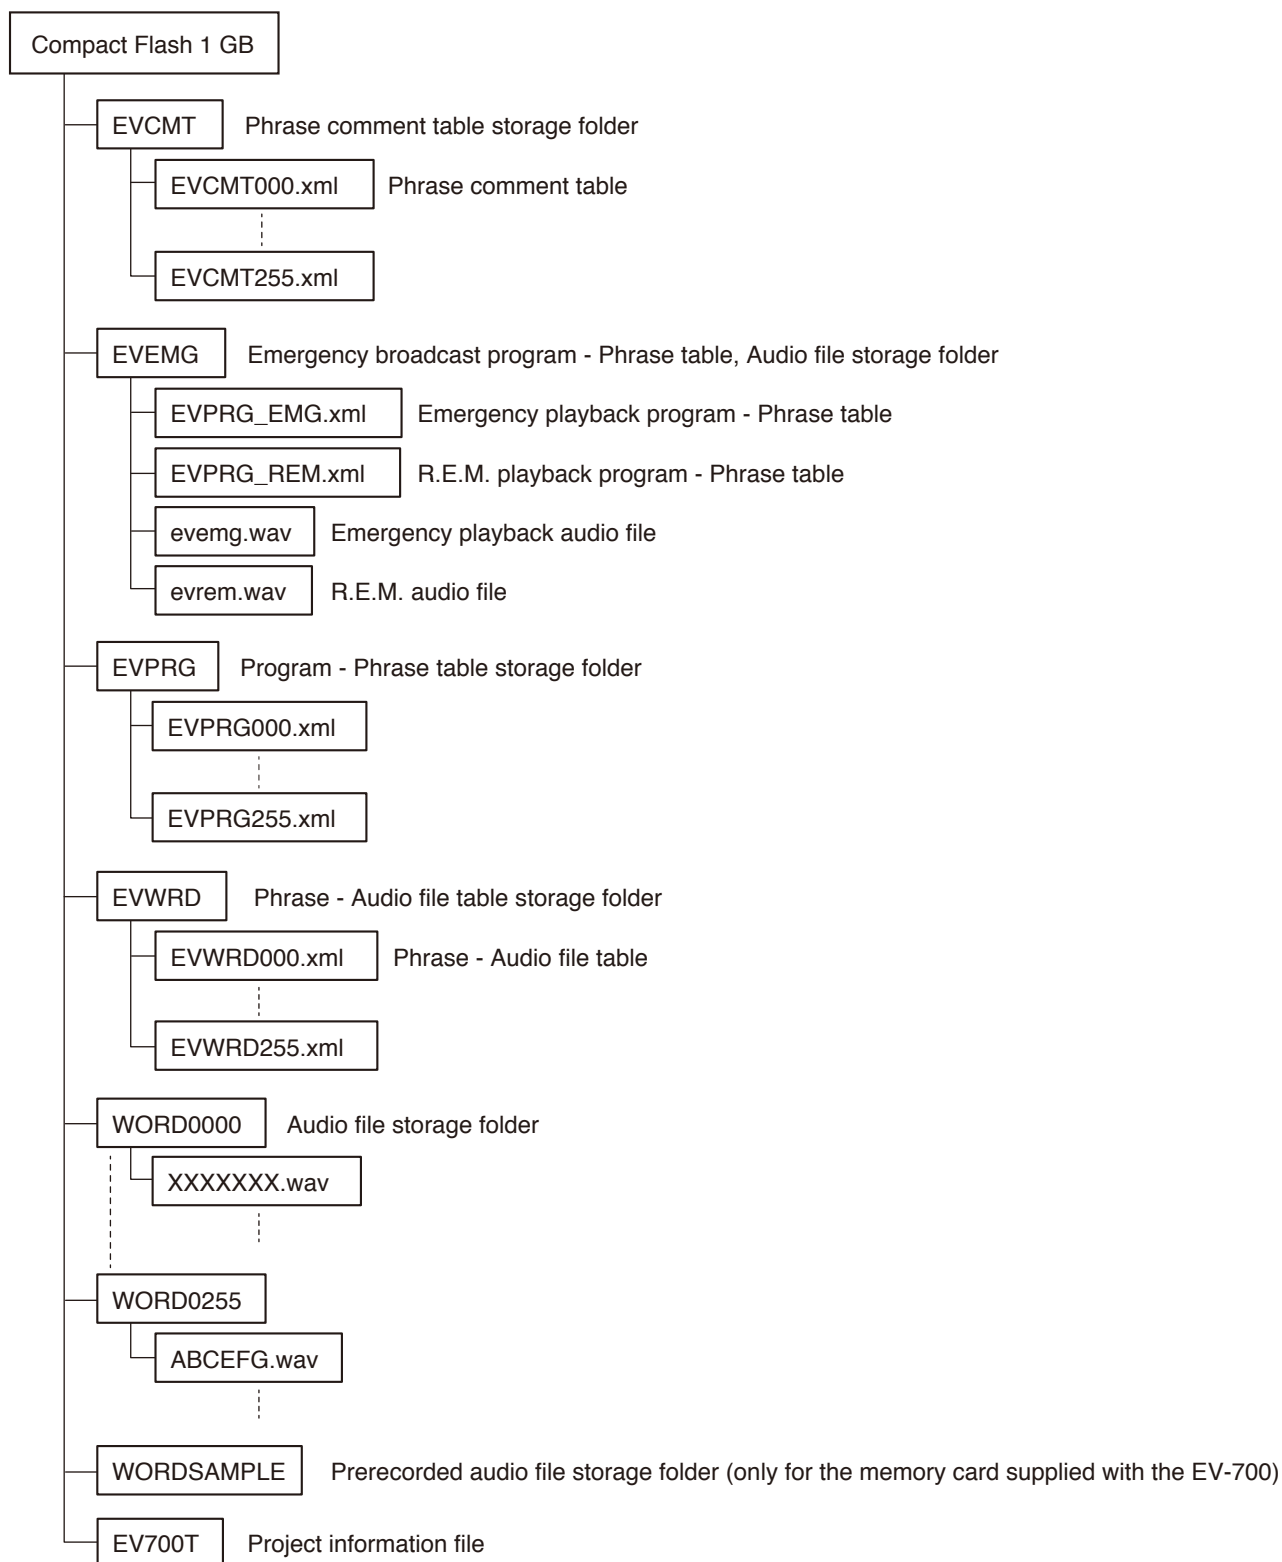 Compact Flash 1 GB
EVCMT Phrase comment table storage folder
EVCMT000.xml Phrase comment table
EVCMT255.xml
EVEMG Emergency broadcast program - Phrase table, Audio file storage folder
EVPRG_EMG.xml Emergency playback program - Phrase table
EVPRG_REM.xml R.E.M. playback program - Phrase table
evemg.wav Emergency playback audio file
evrem.wav R.E.M. audio file
EVPRG Program - Phrase table storage folder
EVPRG000.xml
EVPRG255.xml
EVWRD Phrase - Audio file table storage folder
EVWRD000.xml Phrase - Audio file table
EVWRD255.xml
WORD0000 Audio file storage folder
XXXXXXX.wav
WORD0255
ABCEFG.wav
WORDSAMPLE Prerecorded audio file storage folder (only for the memory card supplied with the EV-700)
EV700T Project information file